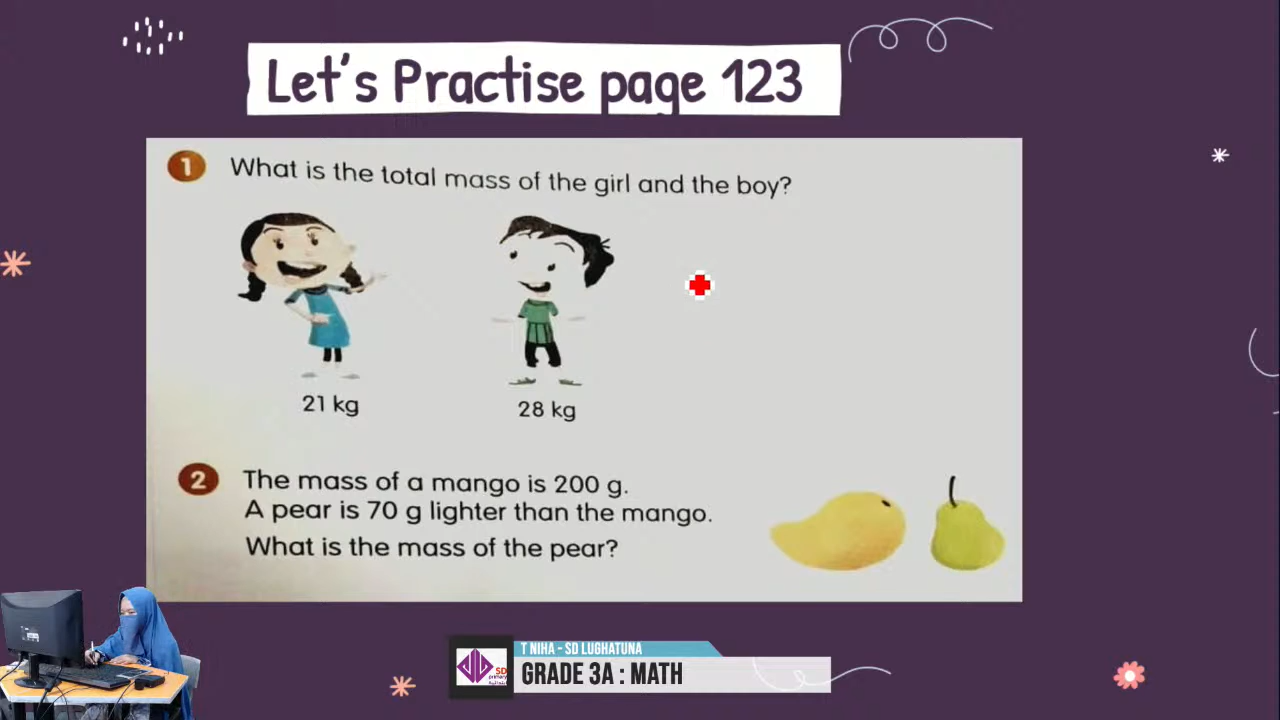 Let's Practise page 123
1 What is the total mass of the girl and the boy?
21 kg
28 kg
2 The mass of a mango is 200 g.
A pear is 70 g lighter than the mango.
What is the mass of the pear?
T NIHA - SD LUGHATUNA
SD
primary
GRADE 3A : MATH